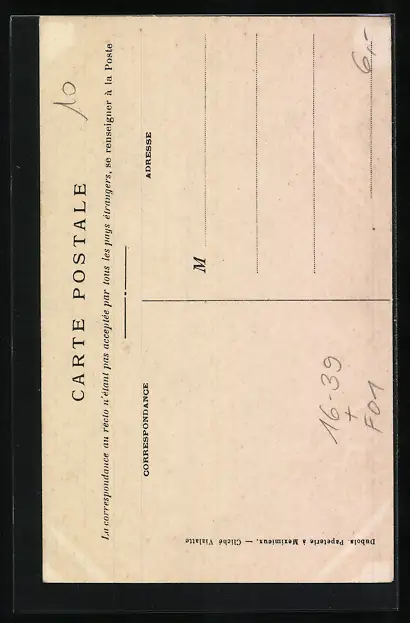 10
CARTE POSTALE
La correspondance au recto n'étant pas acceptée par tous les pays étrangers, se renseigner à la Poste
CORRESPONDANCE
ADRESSE
M
6,-
16-39
+
F01
Dubois. Papeterie à Meximieux. — Cliché Vialatte